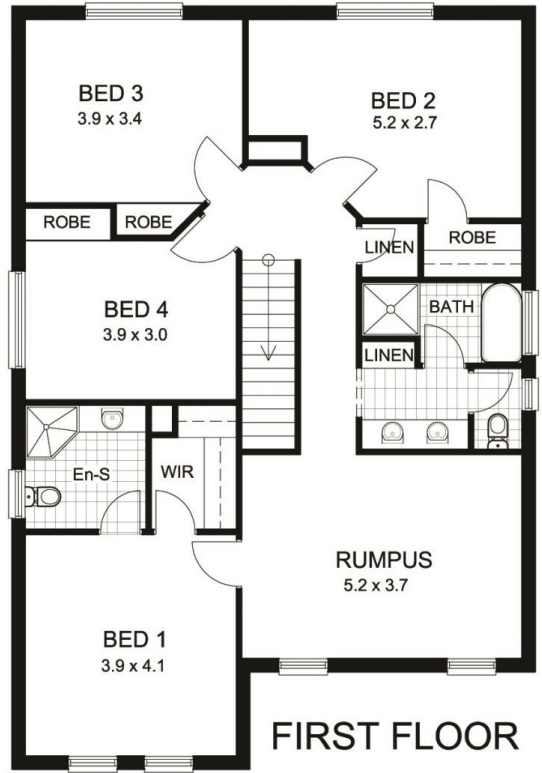 BED 3
3.9 x 3.4
BED 2
5.2 x 2.7
ROBE
ROBE
LINEN
ROBE
BED 4
3.9 x 3.0
BATH
LINEN
En-S
WIR
RUMPUS
5.2 x 3.7
BED 1
3.9 x 4.1
FIRST FLOOR